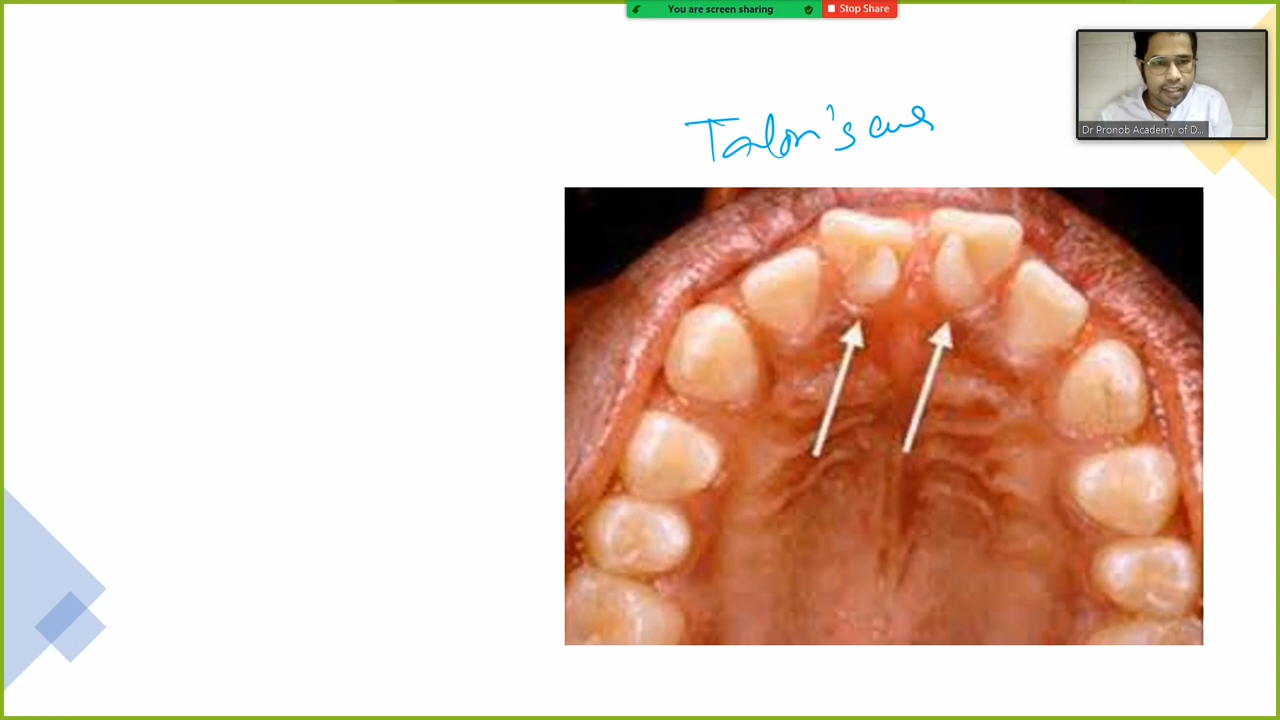 You are screen sharing
Stop Share
Dr Pronob Academy of D...
Talon's cus